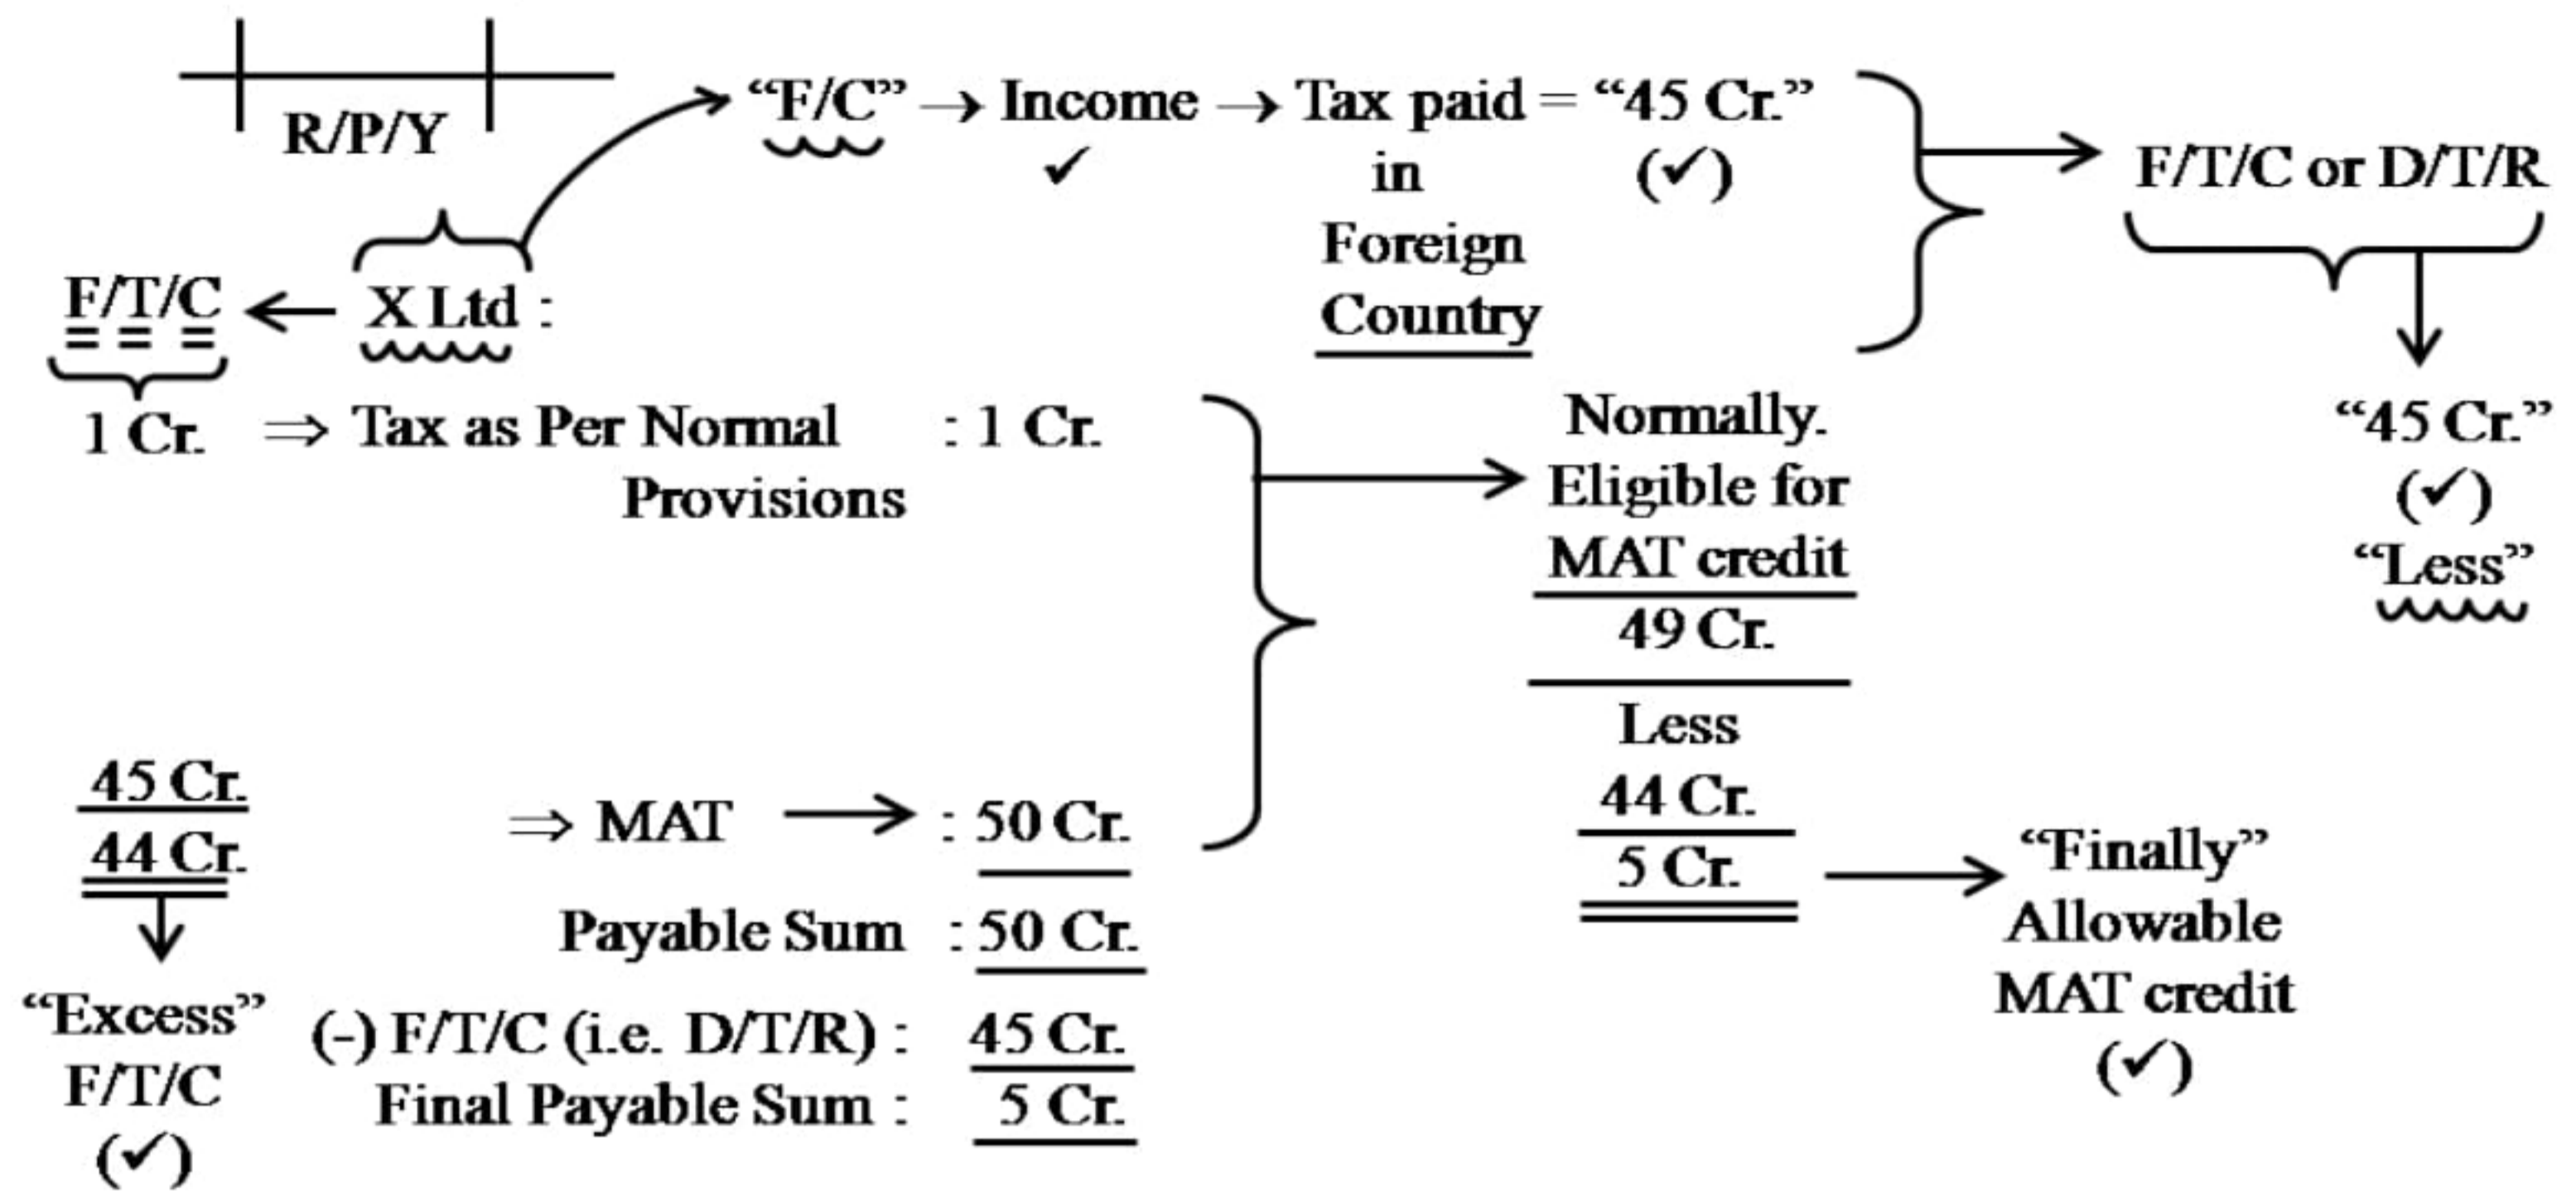 R/P/Y
“F/C” → Income → Tax paid = “45 Cr.”
✓ in (✓)
Foreign
Country
F/T/C or D/T/R
“45 Cr.”
(✓)
“Less”
F/T/C ← X Ltd :
1 Cr. ⇒ Tax as Per Normal : 1 Cr.
Provisions
Normally.
Eligible for
MAT credit
49 Cr.
Less
44 Cr.
5 Cr.
“Finally”
Allowable
MAT credit
(✓)
45 Cr.
44 Cr.
“Excess”
F/T/C
(✓)
⇒ MAT → : 50 Cr.
Payable Sum : 50 Cr.
(-) F/T/C (i.e. D/T/R) : 45 Cr.
Final Payable Sum : 5 Cr.